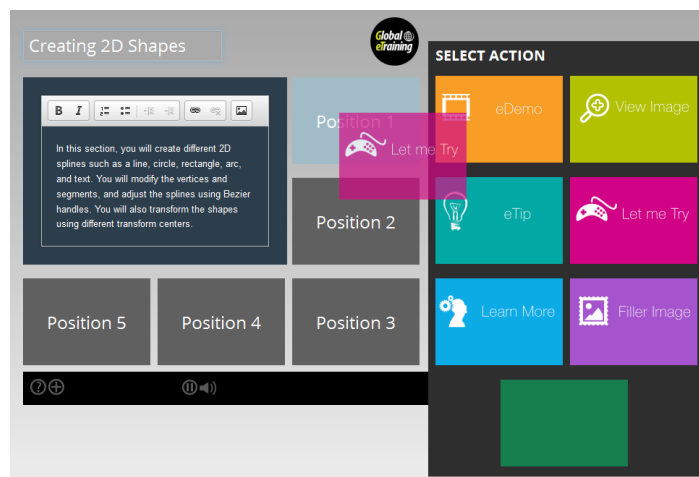 Creating 2D Shapes
Global
eTraining
SELECT ACTION
B I
In this section, you will create different 2D
splines such as a line, circle, rectangle, arc,
and text. You will modify the vertices and
segments, and adjust the splines using Bezier
handles. You will also transform the shapes
using different transform centers.
Position 1
Let me Try
Position 2
Position 5
Position 4
Position 3
eDemo
View Image
eTip
Let me Try
Learn More
Filler Image